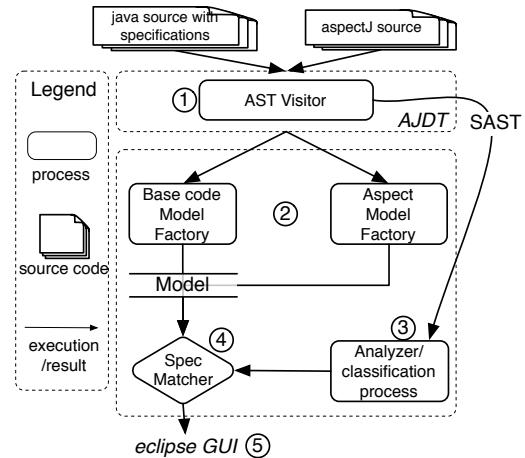 java source with
specifications
aspectJ source
Legend
process
source code
execution
/result
①
AST Visitor
AJDT
SAST
Base code
Model
Factory
②
Aspect
Model
Factory
Model
③
④
Spec
Matcher
Analyzer/
classification
process
eclipse GUI ⑤